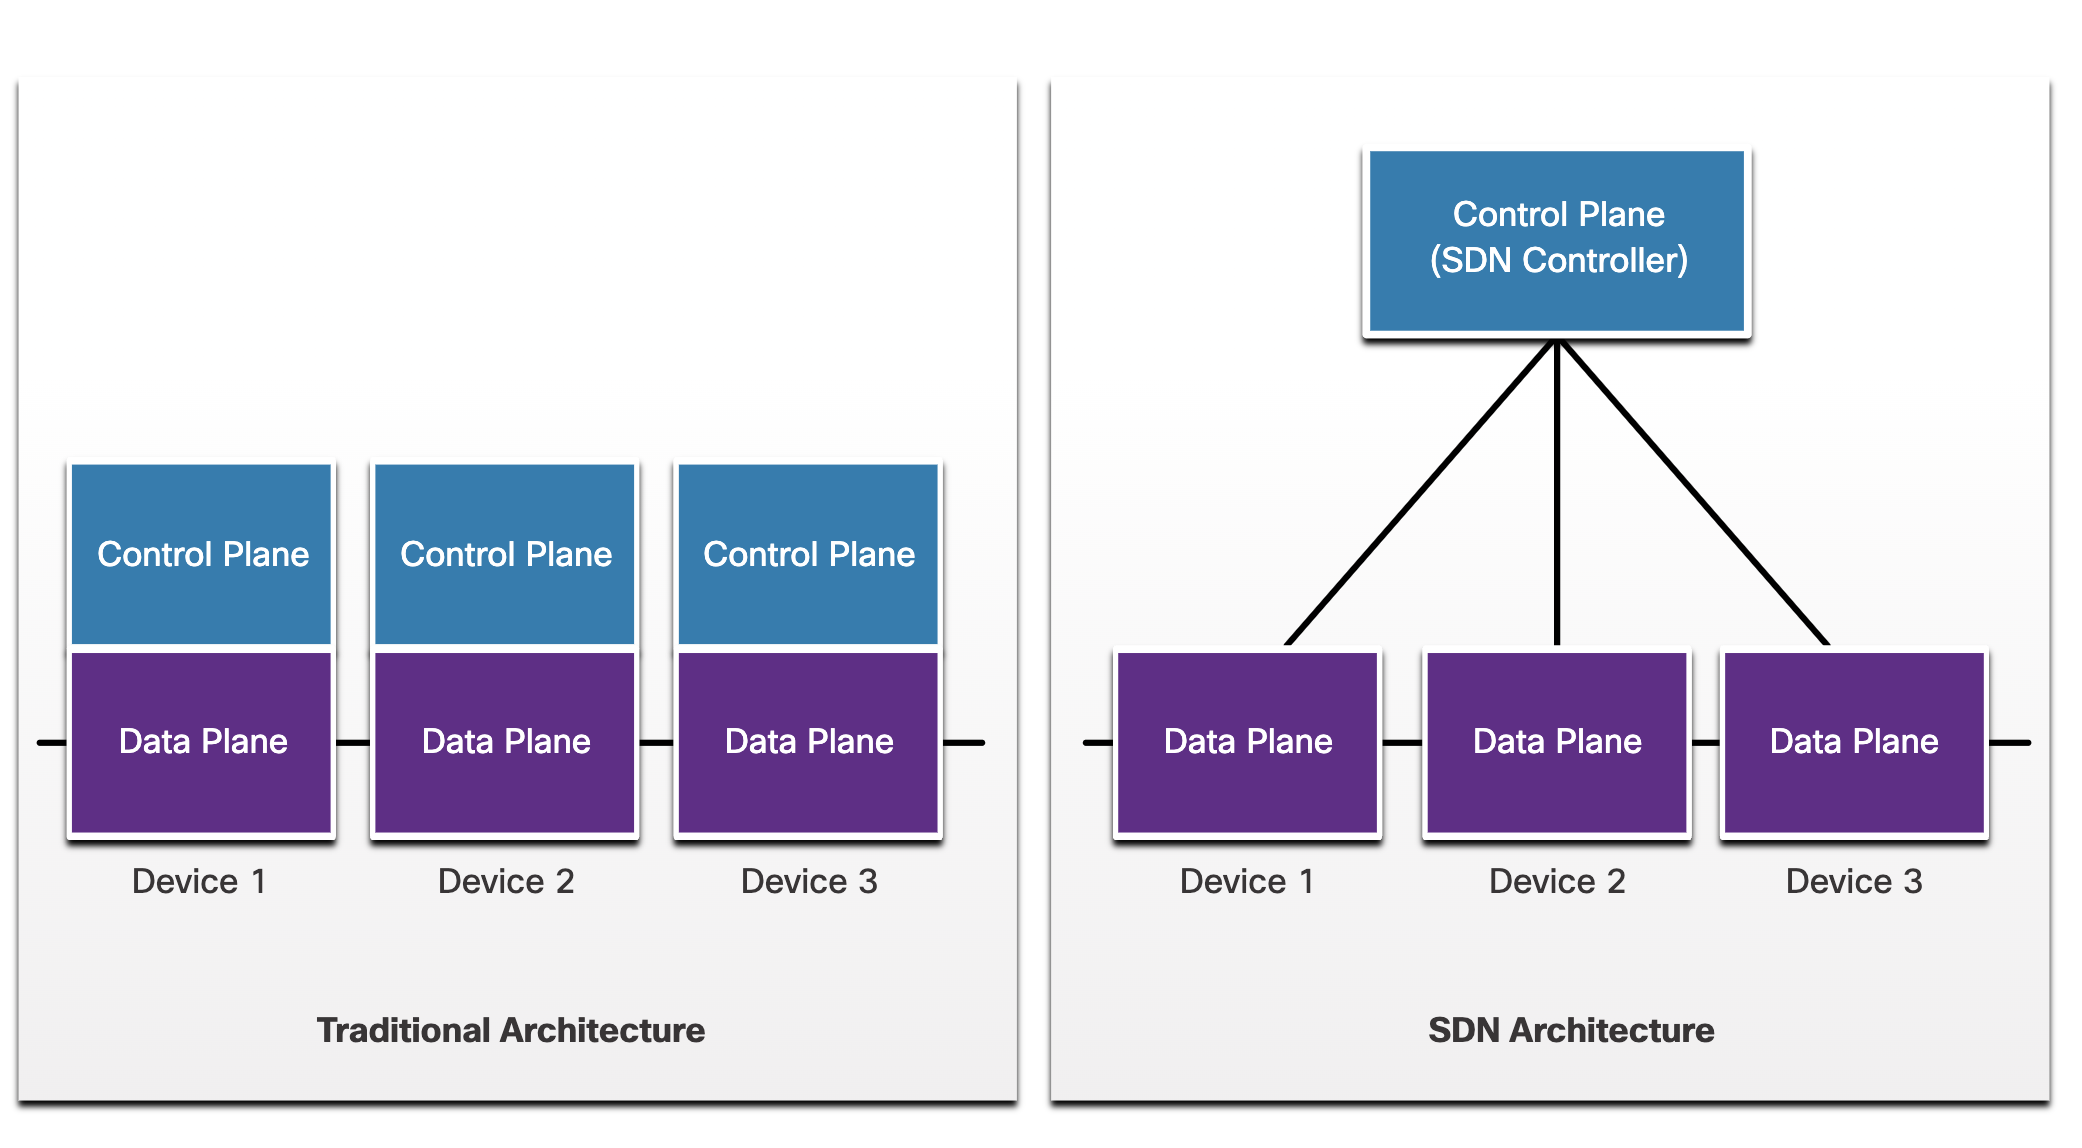 Control Plane
Control Plane
Control Plane
Data Plane
Data Plane
Data Plane
Device 1
Device 2
Device 3
Traditional Architecture
Control Plane
(SDN Controller)
Data Plane
Data Plane
Data Plane
Device 1
Device 2
Device 3
SDN Architecture